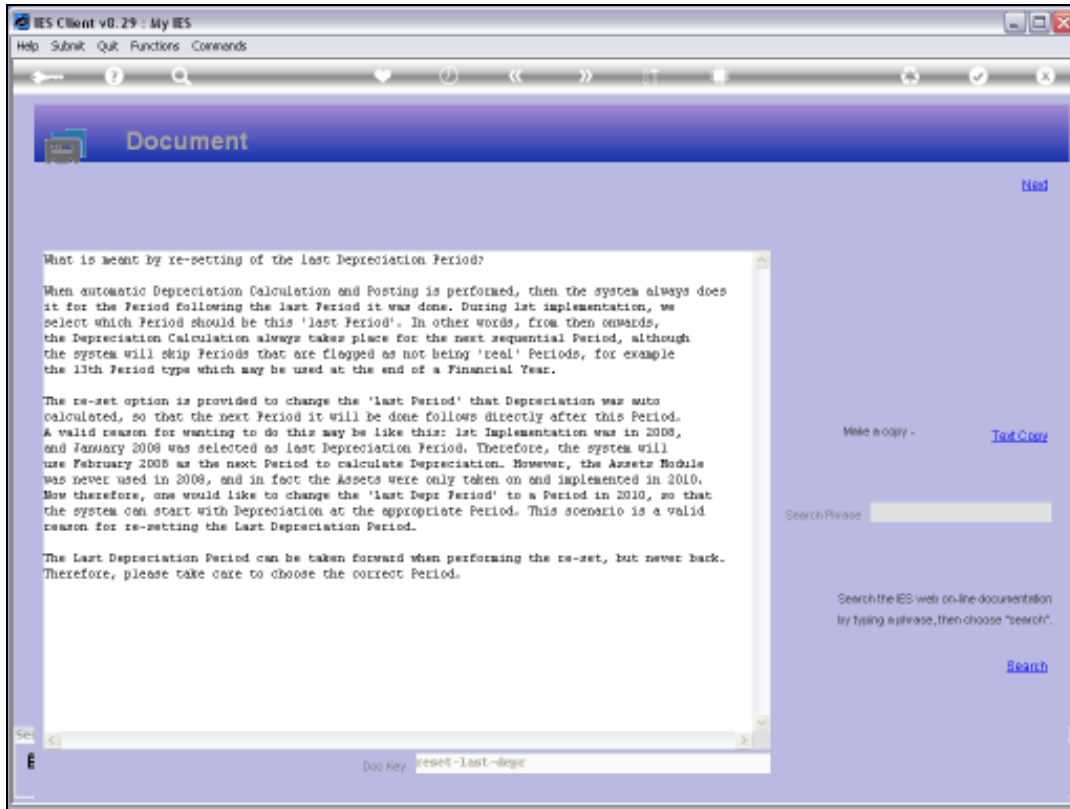 IES Client v8.29 : My IES
Help Submit Quit Functions Commands
Document
Next
What is meant by re-setting of the last Depreciation Period?
When automatic Depreciation Calculation and Posting is performed, then the system always does
it for the Period following the last Period it was done. During 1st implementation, we
select which Period should be this 'last Period'. In other words, from then onwards,
the Depreciation Calculation always takes place for the next sequential Period, although
the system will skip Periods that are flagged as not being 'real' Periods, for example
the 13th Period type which may be used at the end of a Financial Year.
The re-set option is provided to change the 'last Period' that Depreciation was auto
calculated, so that the next Period it will be done follows directly after this Period.
A valid reason for wanting to do this may be like this: 1st Implementation was in 2008,
and January 2008 was selected as last Depreciation Period. Therefore, the system will
use February 2008 as the next Period to calculate Depreciation. However, the Assets Module
was never used in 2008, and in fact the Assets were only taken on and implemented in 2010.
Now therefore, one would like to change the 'Last Depr Period' to a Period in 2010, so that
the system can start with Depreciation at the appropriate Period. This scenario is a valid
reason for re-setting the Last Depreciation Period.
The Last Depreciation Period can be taken forward when performing the re-set, but never back.
Therefore, please take care to choose the correct Period.
Make a copy -
Text Copy
Search Phrase
Search the IES web on-line documentation
by typing a phrase, then choose "search".
Search
Doc Key reset-last-depr